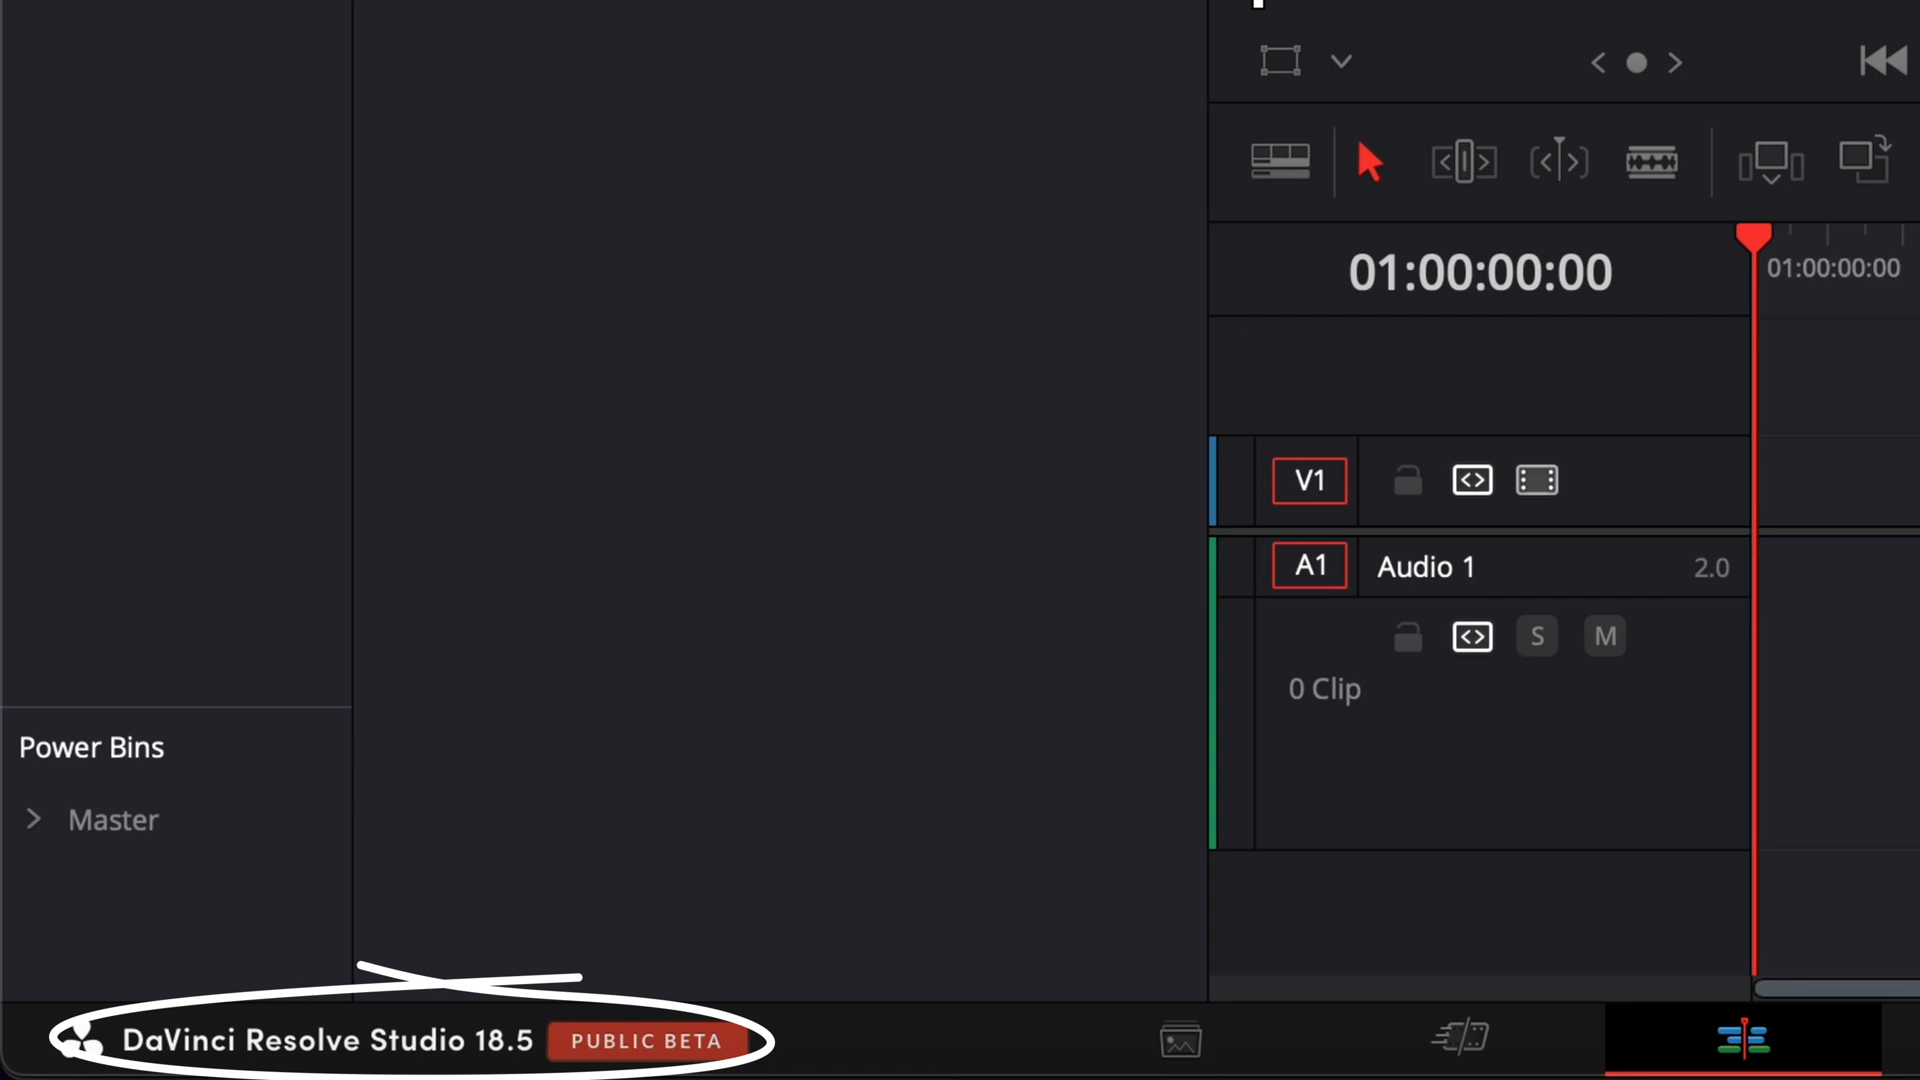 01:00:00:00
01:00:00:00
V1
A1 Audio 1 2.0
S M
0 Clip
Power Bins
Master
DaVinci Resolve Studio 18.5 PUBLIC BETA